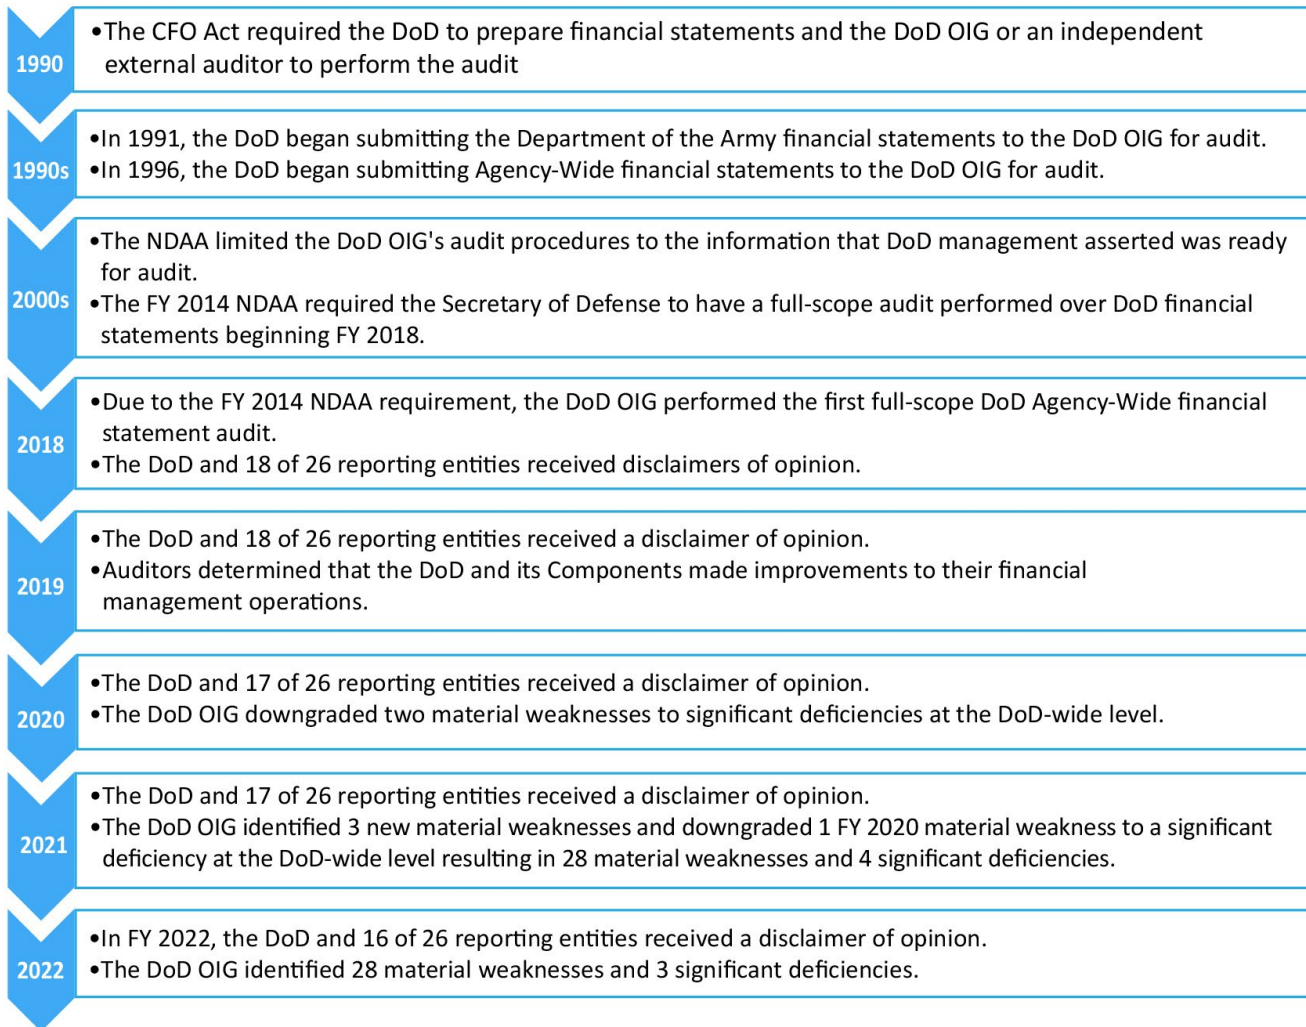 1990
•The CFO Act required the DoD to prepare financial statements and the DoD OIG or an independent
external auditor to perform the audit
1990s
•In 1991, the DoD began submitting the Department of the Army financial statements to the DoD OIG for audit.
•In 1996, the DoD began submitting Agency-Wide financial statements to the DoD OIG for audit.
2000s
•The NDAA limited the DoD OIG's audit procedures to the information that DoD management asserted was ready
for audit.
•The FY 2014 NDAA required the Secretary of Defense to have a full-scope audit performed over DoD financial
statements beginning FY 2018.
2018
•Due to the FY 2014 NDAA requirement, the DoD OIG performed the first full-scope DoD Agency-Wide financial
statement audit.
•The DoD and 18 of 26 reporting entities received disclaimers of opinion.
2019
•The DoD and 18 of 26 reporting entities received a disclaimer of opinion.
•Auditors determined that the DoD and its Components made improvements to their financial
management operations.
2020
•The DoD and 17 of 26 reporting entities received a disclaimer of opinion.
•The DoD OIG downgraded two material weaknesses to significant deficiencies at the DoD-wide level.
2021
•The DoD and 17 of 26 reporting entities received a disclaimer of opinion.
•The DoD OIG identified 3 new material weaknesses and downgraded 1 FY 2020 material weakness to a significant
deficiency at the DoD-wide level resulting in 28 material weaknesses and 4 significant deficiencies.
2022
•In FY 2022, the DoD and 16 of 26 reporting entities received a disclaimer of opinion.
•The DoD OIG identified 28 material weaknesses and 3 significant deficiencies.